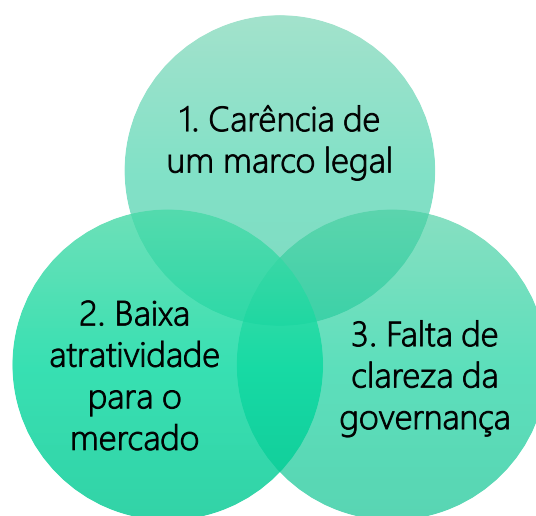 1. Carência de
um marco legal
2. Baixa
atratividade
para o
mercado
3. Falta de
clareza da
governança